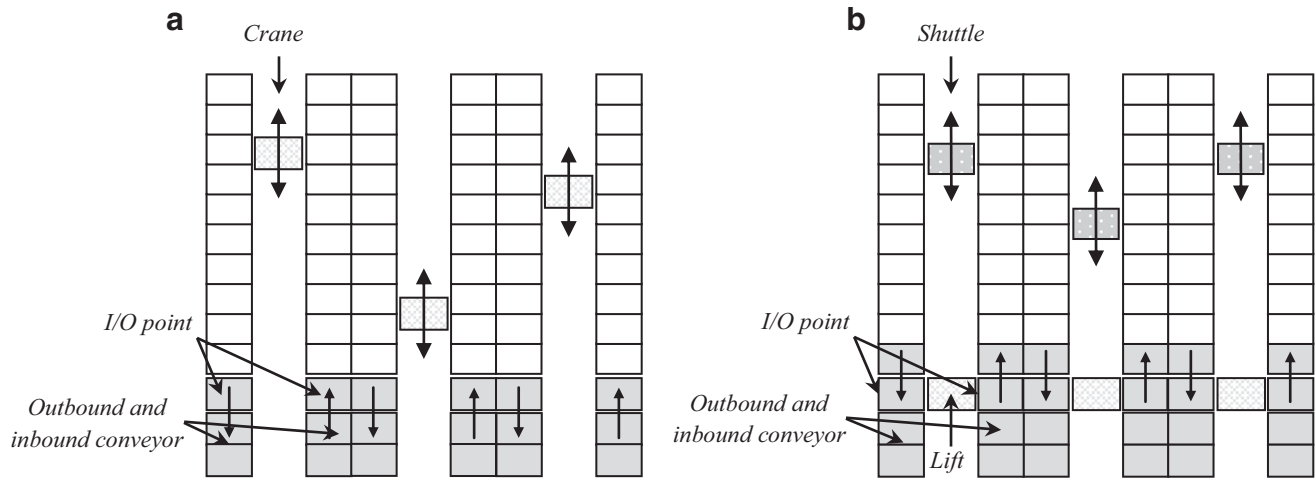 a
Crane
I/O point
Outbound and
inbound conveyor
b
Shuttle
I/O point
Outbound and
inbound conveyor
Lift